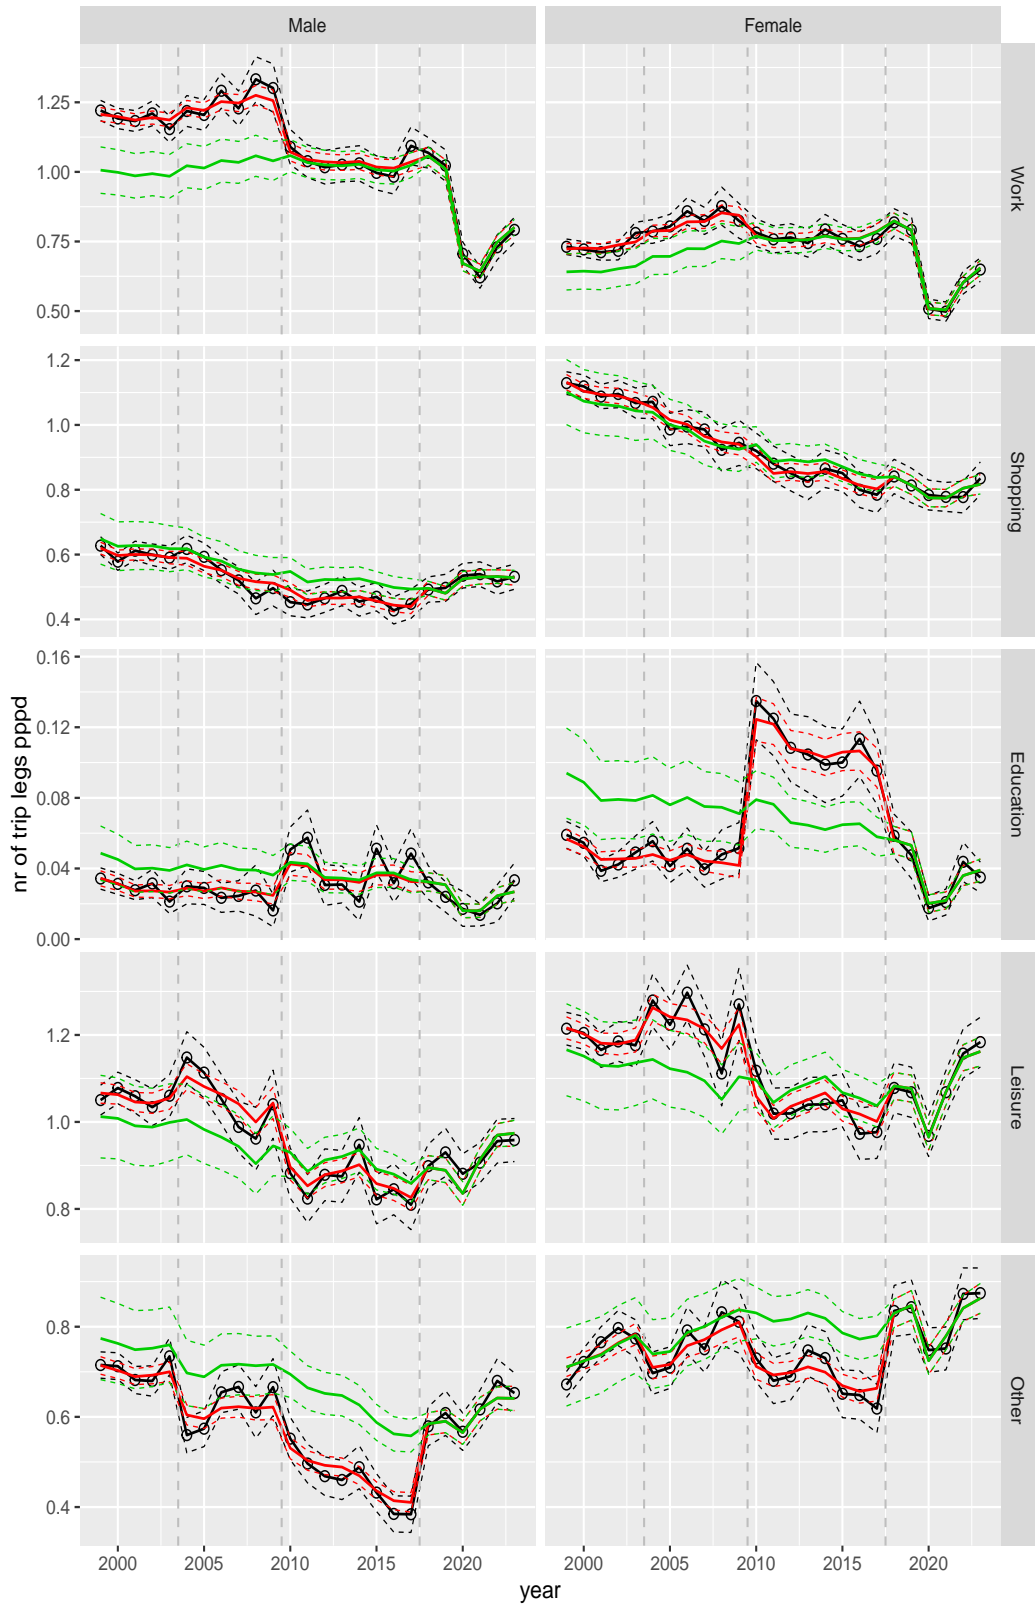 Male Female
1.25
1.00
0.75
0.50
Work
1.2
1.0
0.8
0.6
0.4
Shopping
0.16
0.12
0.08
0.04
0.00
Education
nr of trip legs pppd
1.2
1.0
0.8
Leisure
0.8
0.6
0.4
Other
2000 2005 2010 2015 2020 2000 2005 2010 2015 2020
year